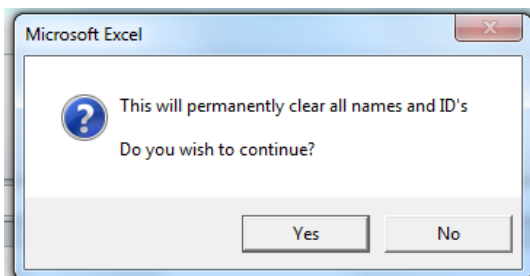 Microsoft Excel
This will permanently clear all names and ID's
Do you wish to continue?
Yes No